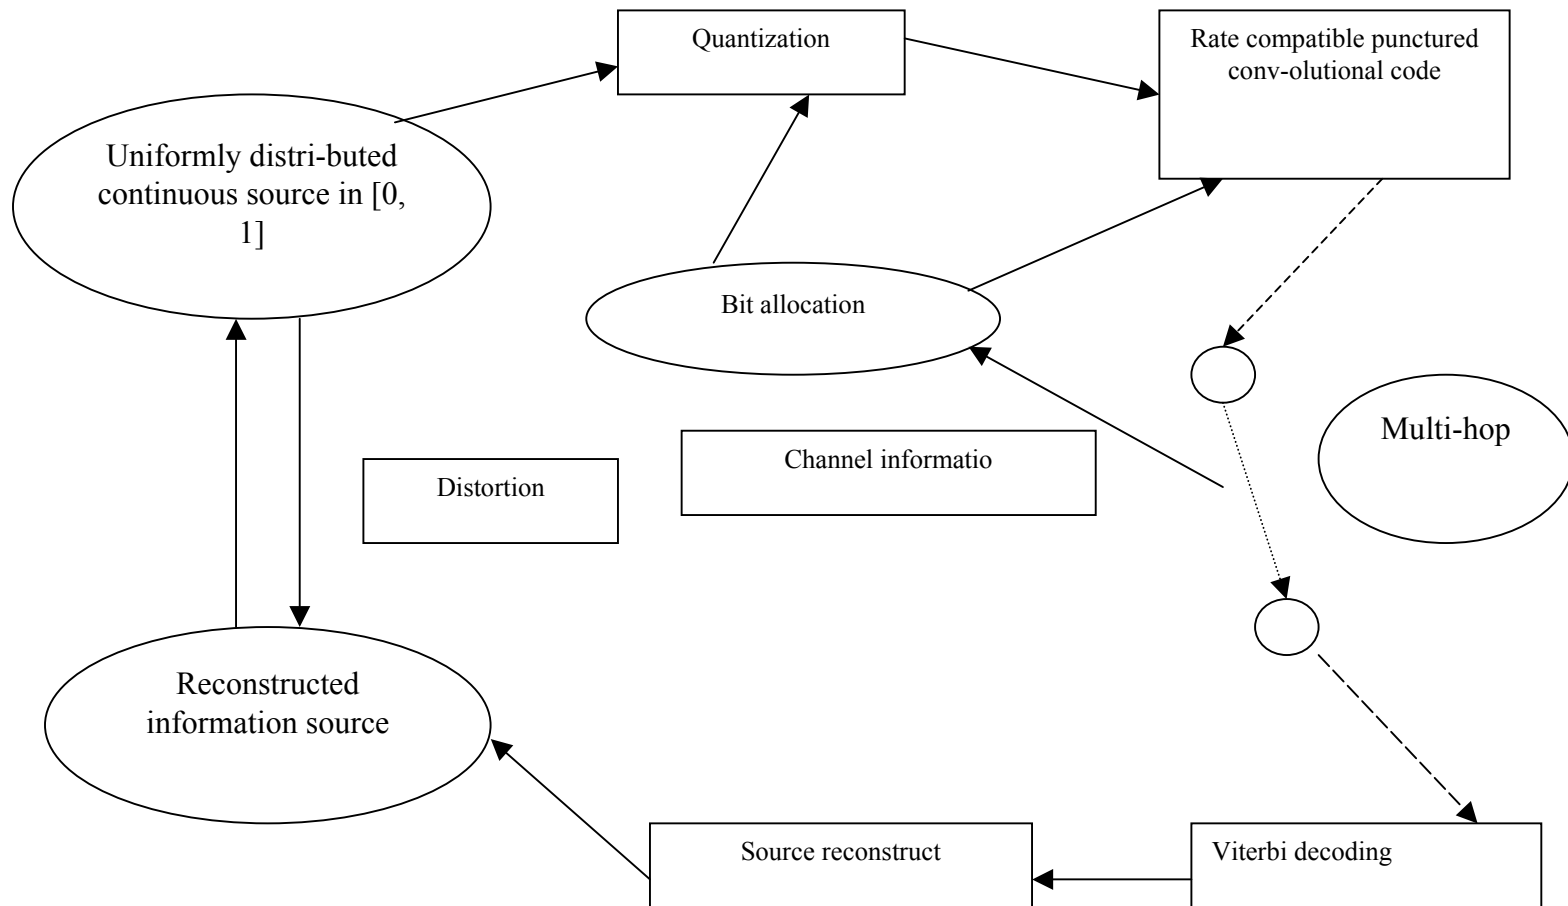 Quantization
Rate compatible punctured
conv-olutional code
Uniformly distri-buted
continuous source in [0,
1]
Bit allocation
Multi-hop
Channel informatio
Distortion
Reconstructed
information source
Source reconstruct
Viterbi decoding